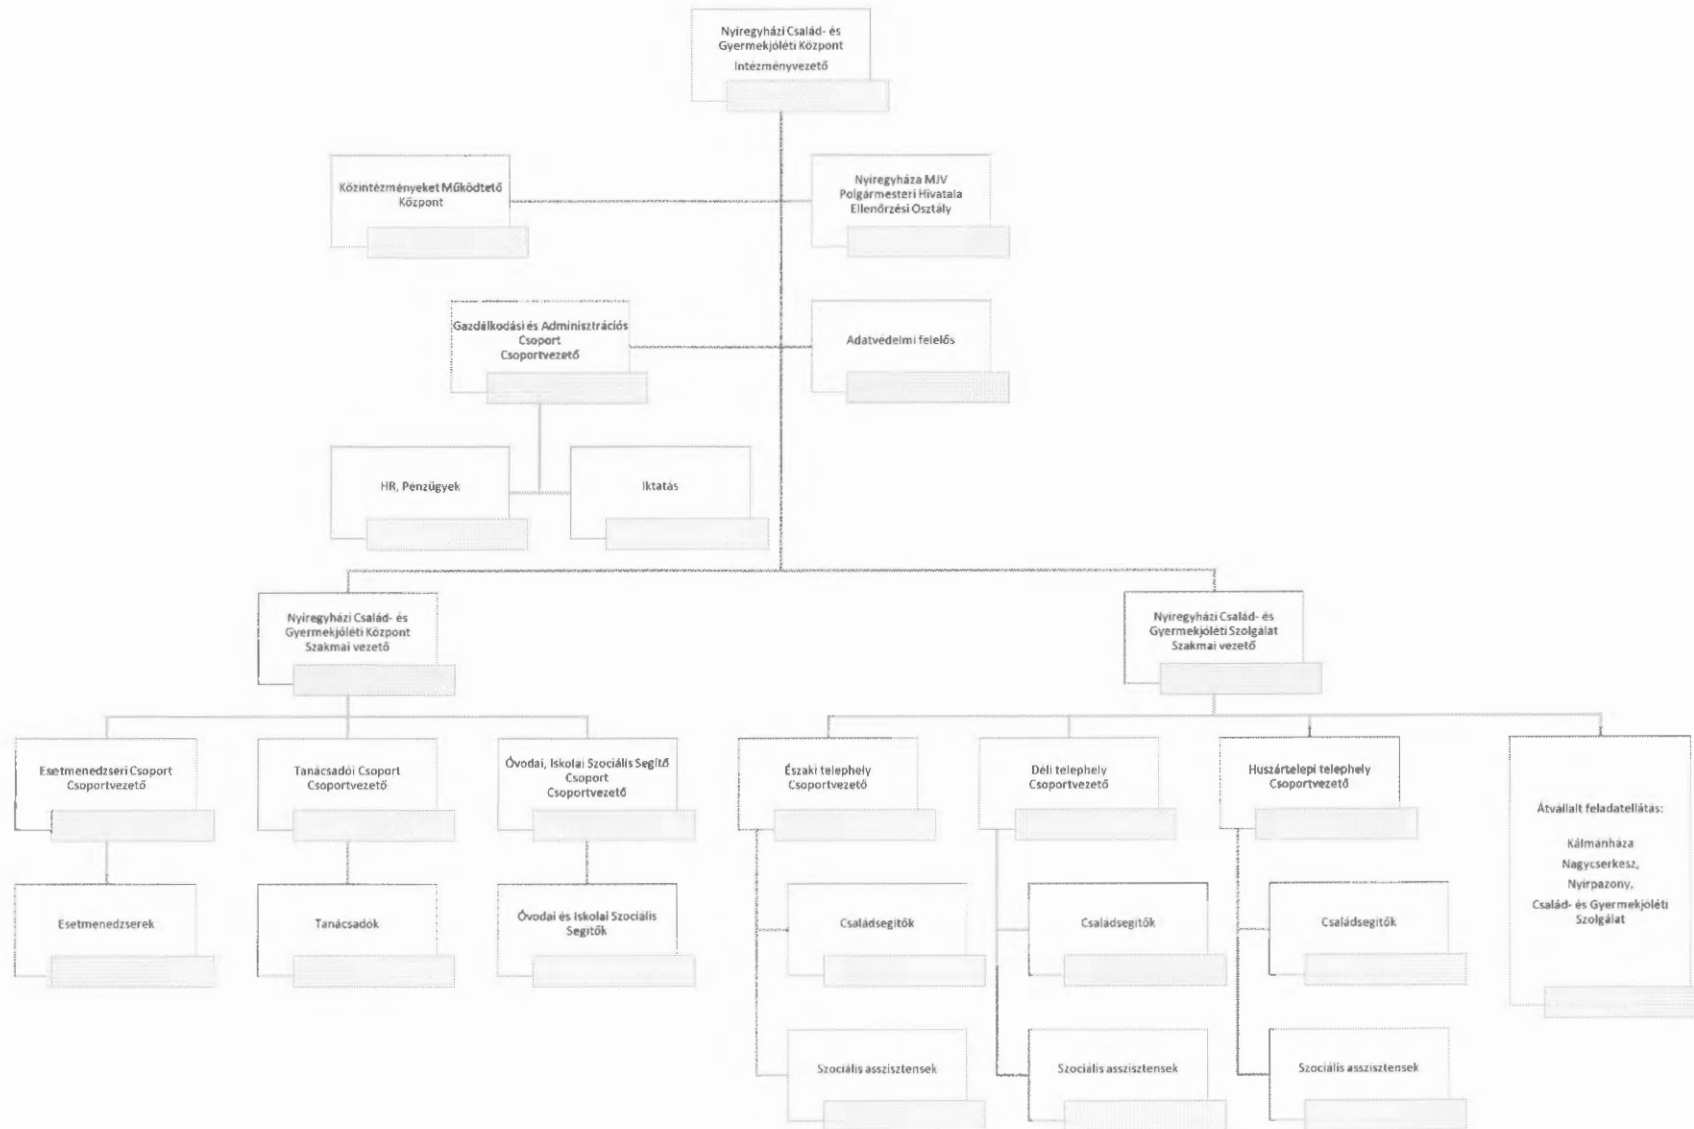 Nyíregyházi Család- és
Gyermekjóléti Központ
Intézményvezető
Közintézményeket Működtető
Központ
Nyíregyháza MJV
Polgármesteri Hivatala
Ellenőrzési Osztály
Gazdálkodási és Adminisztrációs
Csoport
Csoportvezető
Adatvédelmi felelős
HR, Pénzügyek
Iktatás
Nyíregyházi Család- és
Gyermekjóléti Központ
Szakmai vezető
Nyíregyházi Család- és
Gyermekjóléti Szolgálat
Szakmai vezető
Esetmenedzseri Csoport
Csoportvezető
Tanácsadói Csoport
Csoportvezető
Óvodai, Iskolai Szociális Segítő
Csoport
Csoportvezető
Északi telephely
Csoportvezető
Déli telephely
Csoportvezető
Huszártelepi telephely
Csoportvezető
Átvállalt feladatellátás:
Kálmánháza
Nagycserkesz,
Nyírpazony,
Család- és Gyermekjóléti
Szolgálat
Esetmenedzserek
Tanácsadók
Óvodai és Iskolai Szociális
Segítők
Családsegítők
Családsegítők
Családsegítők
Szociális asszisztensek
Szociális asszisztensek
Szociális asszisztensek